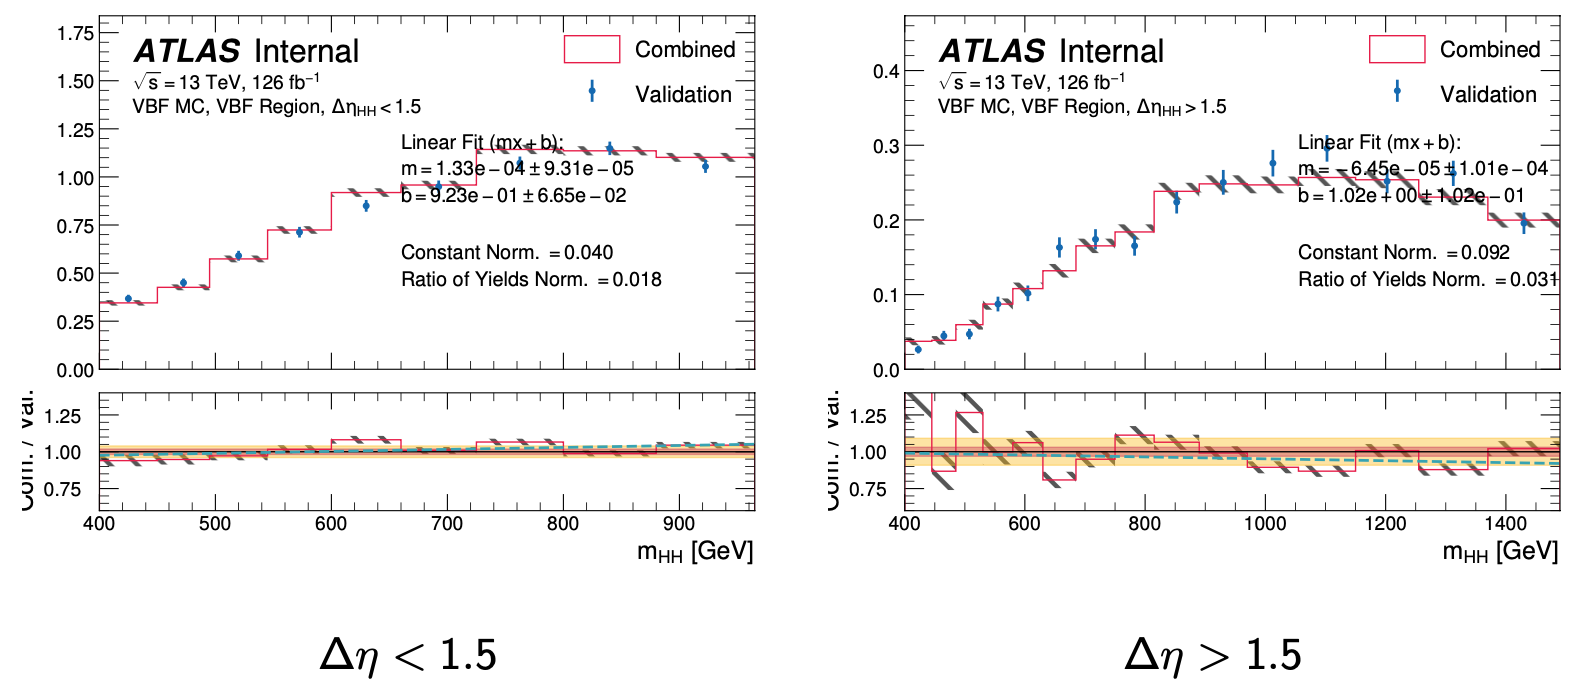 ATLAS Internal
√s = 13 TeV, 126 fb⁻¹
VBF MC, VBF Region, Δη_HH < 1.5
Combined
Validation
Linear Fit (mx + b):
m = 1.33e − 04 ± 9.31e − 05
b = 9.23e − 01 ± 6.65e − 02
Constant Norm. = 0.040
Ratio of Yields Norm. = 0.018
1.75
1.50
1.25
1.00
0.75
0.50
0.25
0.00
Com. / Val.
1.25
1.00
0.75
400 500 600 700 800 900
m_HH [GeV]
Δη < 1.5
ATLAS Internal
√s = 13 TeV, 126 fb⁻¹
VBF MC, VBF Region, Δη_HH > 1.5
Combined
Validation
Linear Fit (mx + b):
m = − 6.45e − 05 ± 1.01e − 04
b = 1.02e + 00 ± 1.02e − 01
Constant Norm. = 0.092
Ratio of Yields Norm. = 0.031
0.4
0.3
0.2
0.1
0.0
Com. / Val.
1.25
1.00
0.75
400 600 800 1000 1200 1400
m_HH [GeV]
Δη > 1.5